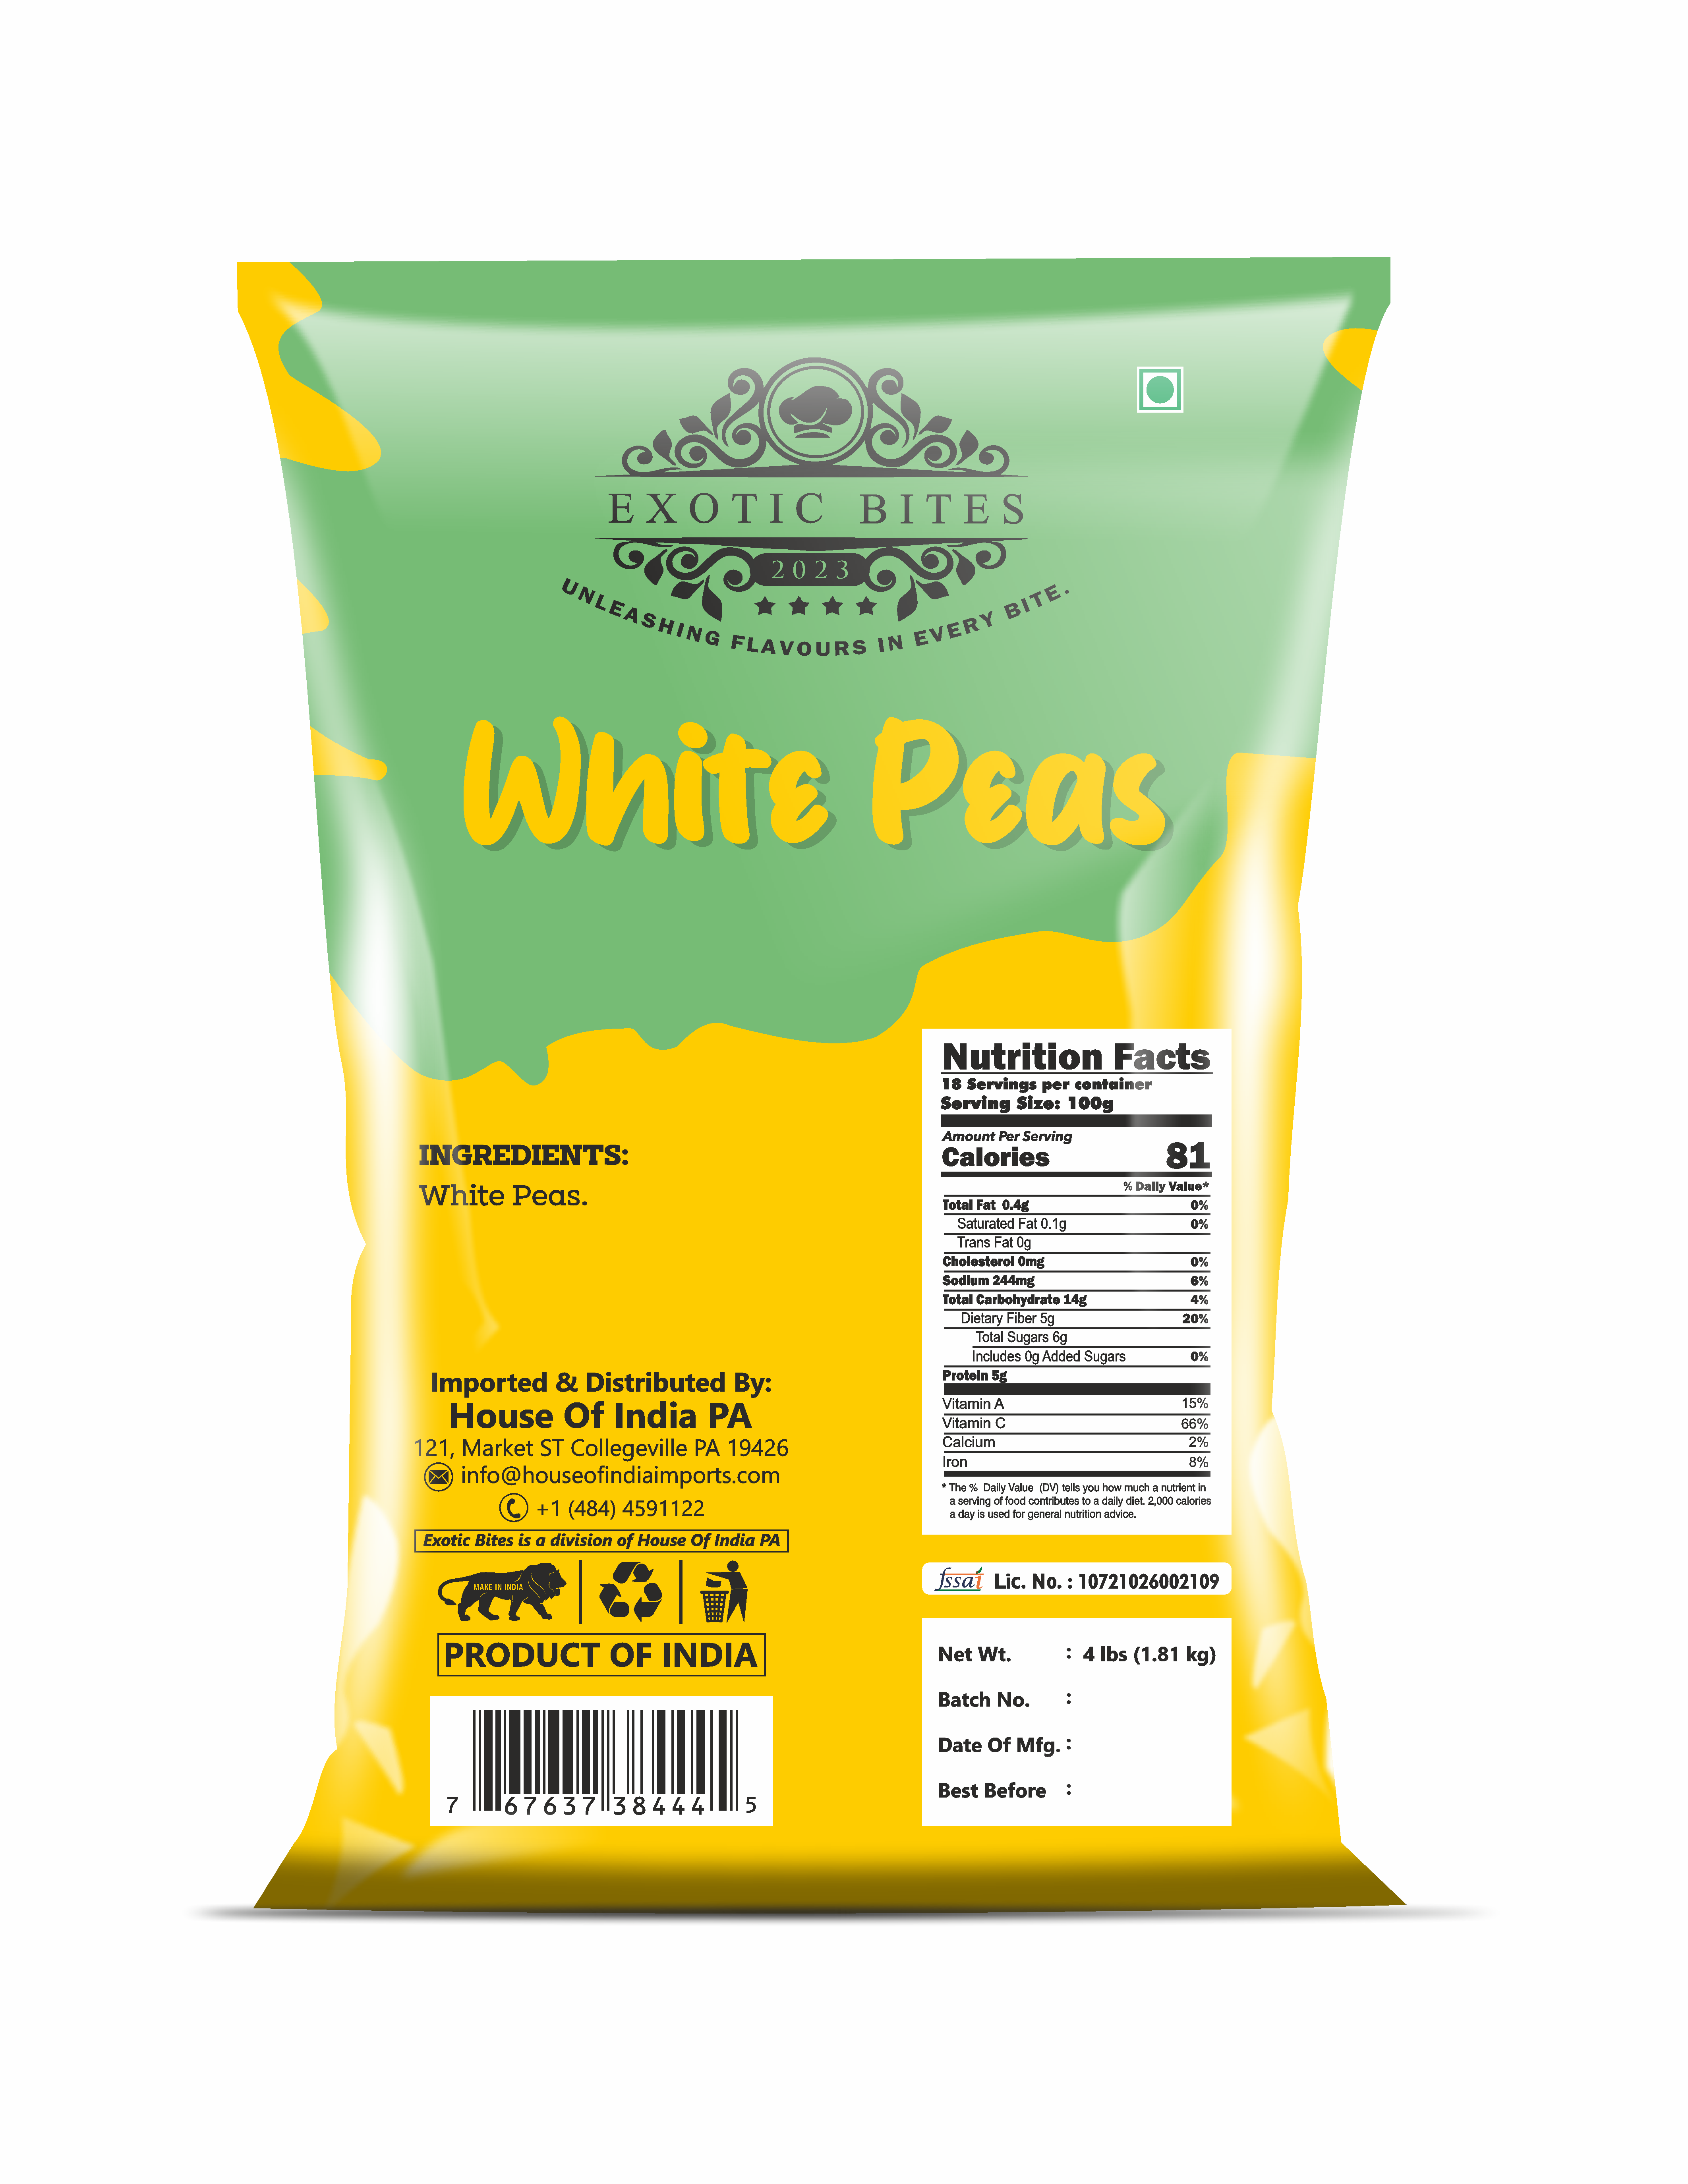 EXOTIC BITES
2023
UNLEASHING FLAVOURS IN EVERY BITE.
White Peas
INGREDIENTS:
White Peas.
Imported & Distributed By:
House Of India PA
121, Market ST Collegeville PA 19426
info@houseofindiaimports.com
+1 (484) 4591122
Exotic Bites is a division of House Of India PA
MAKE IN INDIA
PRODUCT OF INDIA
7 67637 38444 5
Nutrition Facts
18 Servings per container
Serving Size: 100g
Amount Per Serving
Calories 81
% Daily Value*
Total Fat 0.4g 0%
Saturated Fat 0.1g 0%
Trans Fat 0g
Cholesterol 0mg 0%
Sodium 244mg 6%
Total Carbohydrate 14g 4%
Dietary Fiber 5g 20%
Total Sugars 6g
Includes 0g Added Sugars 0%
Protein 5g
Vitamin A 15%
Vitamin C 66%
Calcium 2%
Iron 8%
* The % Daily Value (DV) tells you how much a nutrient in
a serving of food contributes to a daily diet. 2,000 calories
a day is used for general nutrition advice.
fssai Lic. No. : 10721026002109
Net Wt. : 4 lbs (1.81 kg)
Batch No. :
Date Of Mfg. :
Best Before :